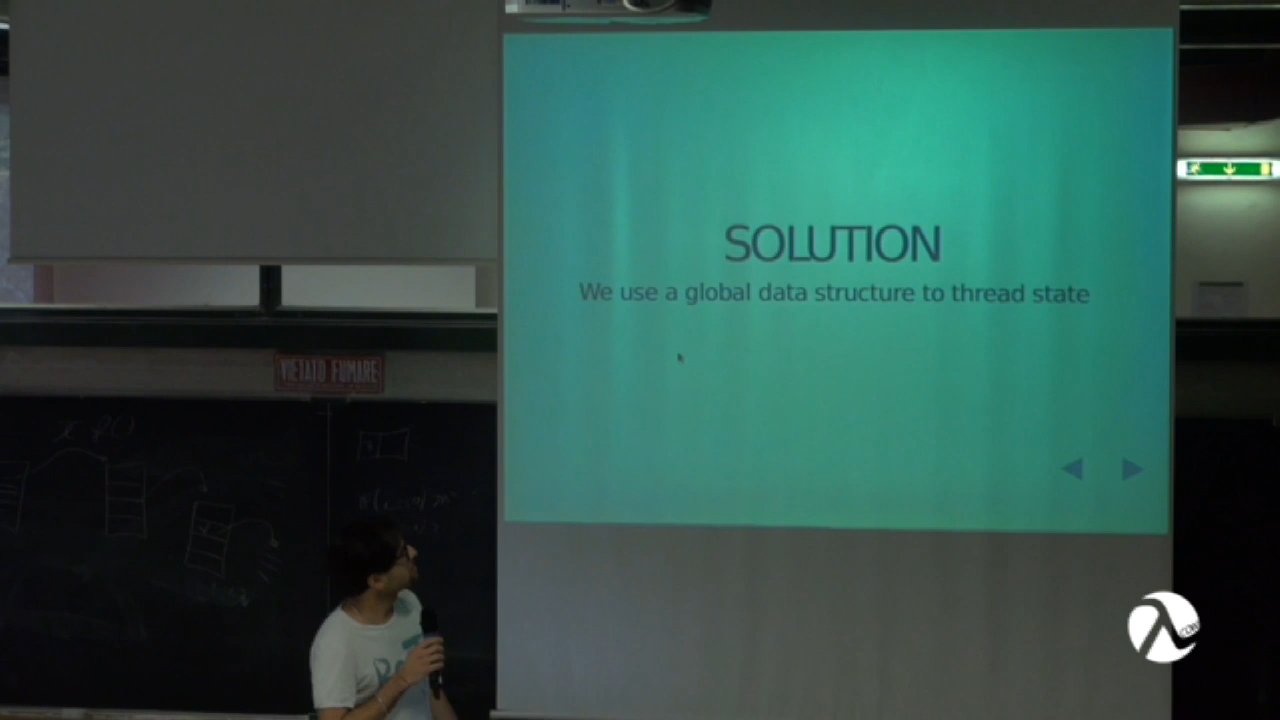 SOLUTION
We use a global data structure to thread state
VIETATO FUMARE